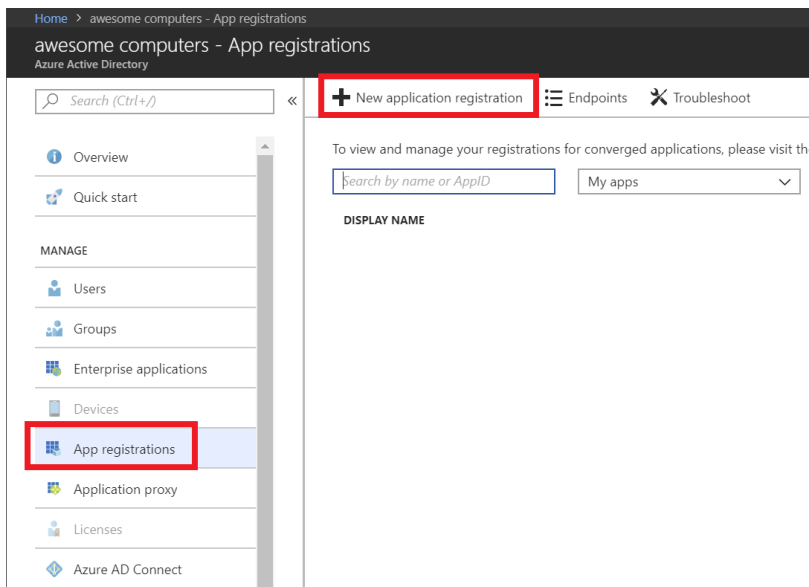 Home > awesome computers - App registrations
awesome computers - App registrations
Azure Active Directory
Search (Ctrl+/)
«
Overview
Quick start
MANAGE
Users
Groups
Enterprise applications
Devices
App registrations
Application proxy
Licenses
Azure AD Connect
New application registration Endpoints Troubleshoot
To view and manage your registrations for converged applications, please visit th
Search by name or AppID My apps
DISPLAY NAME